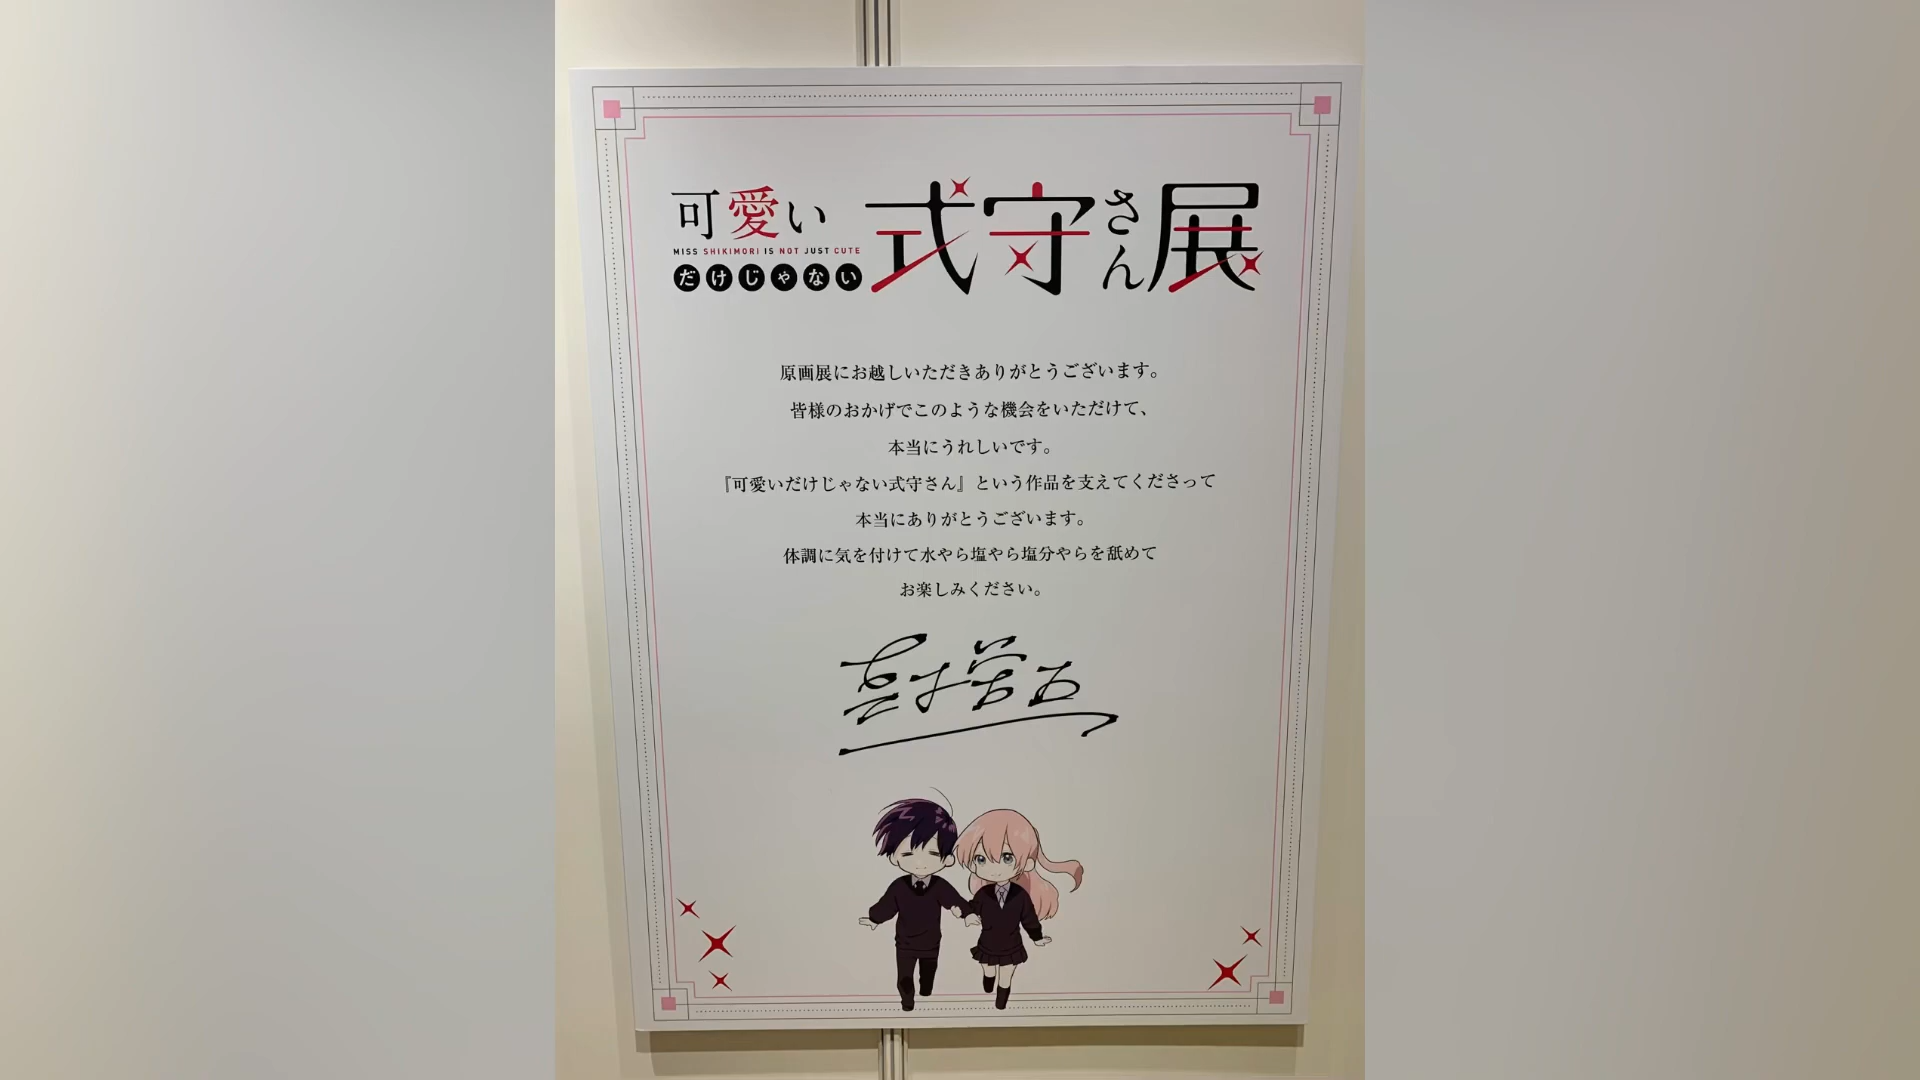 可愛い
MISS SHIKIMORI IS NOT JUST CUTE
だけじゃない
式守さん展
原画展にお越しいただきありがとうございます。
皆様のおかげでこのような機会をいただけて、
本当にうれしいです。
『可愛いだけじゃない式守さん』という作品を支えてくださって
本当にありがとうございます。
体調に気を付けて水やら塩やら塩分やらを舐めて
お楽しみください。